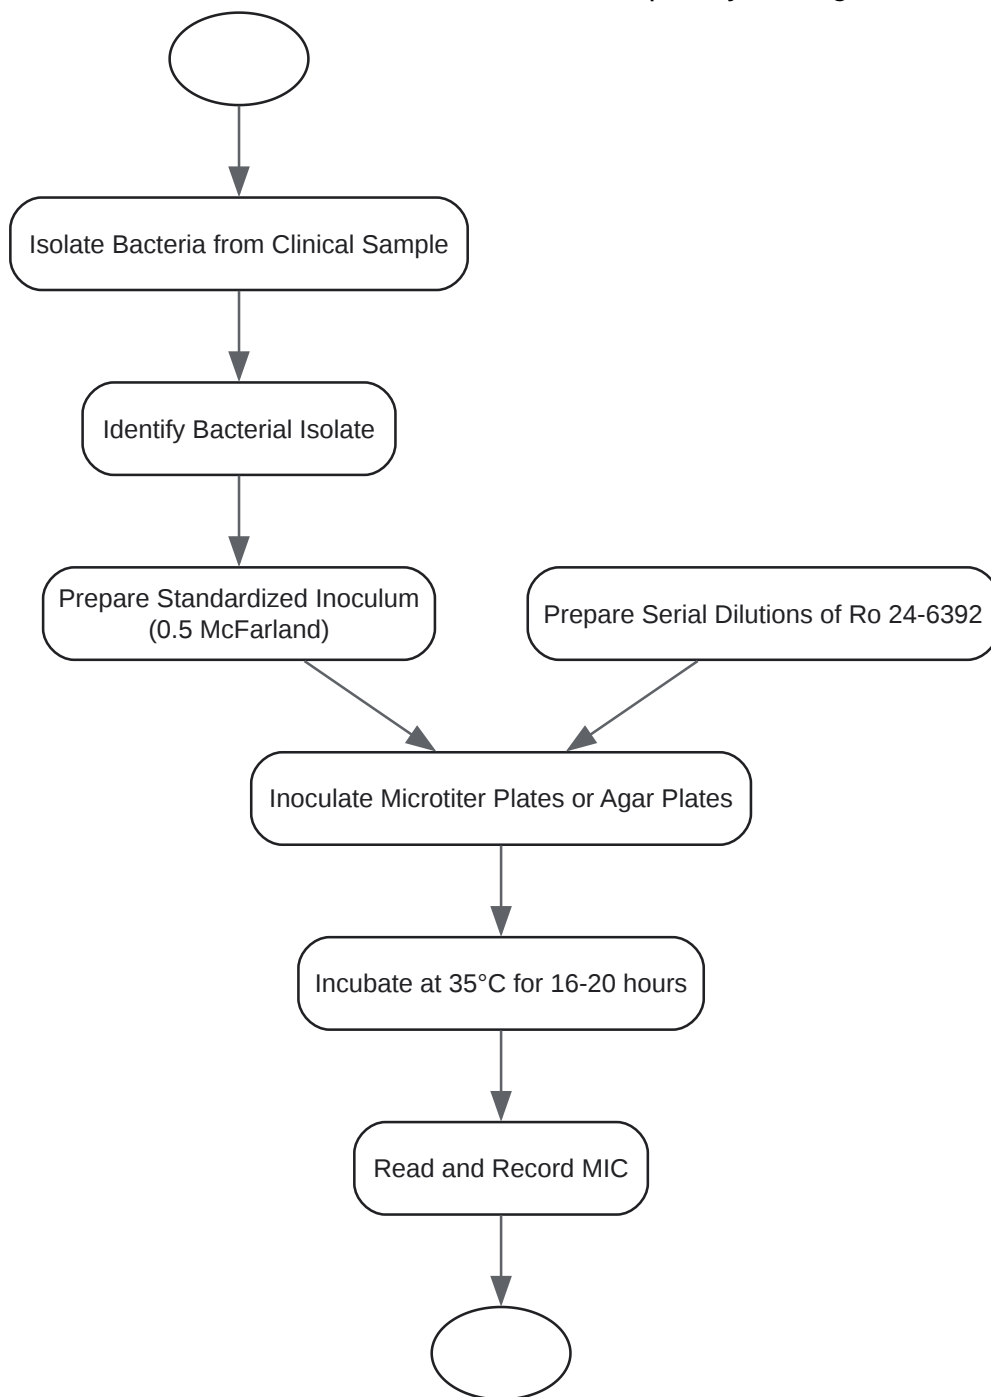 Isolate Bacteria from Clinical Sample
Identify Bacterial Isolate
Prepare Standardized Inoculum
(0.5 McFarland)
Prepare Serial Dilutions of Ro 24-6392
Inoculate Microtiter Plates or Agar Plates
Incubate at 35°C for 16-20 hours
Read and Record MIC